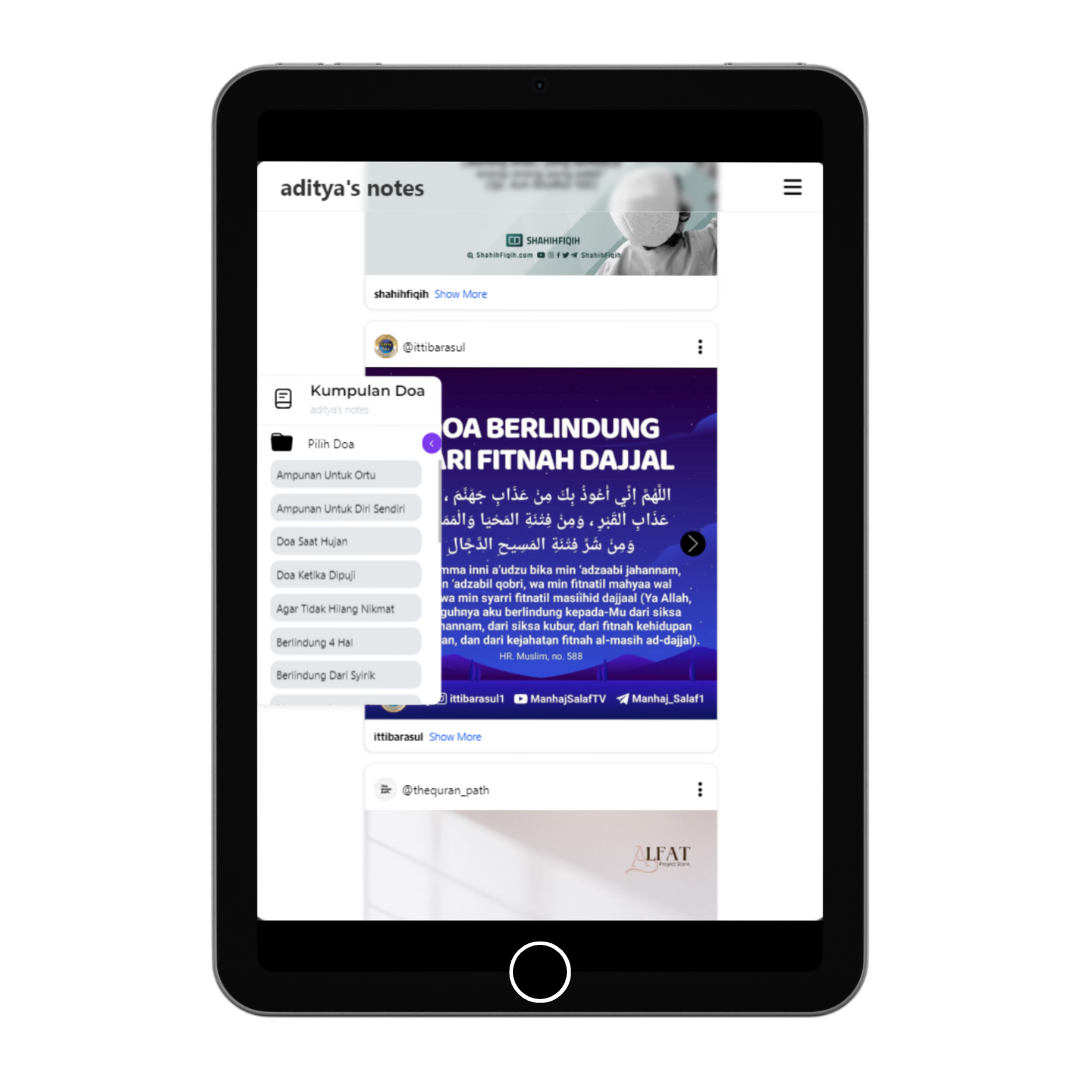 aditya's notes
SHAHIHFIQIH
ShahihFiqih.com ShahihFiqih
shahihfiqih Show More
@ittibarasul
Kumpulan Doa
aditya's notes
Pilih Doa
Ampunan Untuk Ortu
Ampunan Untuk Diri Sendiri
Doa Saat Hujan
Doa Ketika Dipuji
Agar Tidak Hilang Nikmat
Berlindung 4 Hal
Berlindung Dari Syirik
OA BERLINDUNG
ARI FITNAH DAJJAL
اللَّهُمَّ إِنِّي أَعُوذُ بِكَ مِنْ عَذَابِ جَهَنَّمَ ،
عَذَابِ القَبْرِ ، وَمِنْ فِتْنَةِ المَحْيَا وَالْمَمَ
وَمِنْ شَرِّ فِتْنَةِ المَسِيحِ الدَّجَّالِ
mma inni a'udzu bika min 'adzaabi jahannam,
n 'adzabil qobri, wa min fitnatil mahyaa wal
wa min syarri fitnatil masiihid dajjaal (Ya Allah,
guhnya aku berlindung kepada-Mu dari siksa
hannam, dari siksa kubur, dari fitnah kehidupan
an, dan dari kejahatan fitnah al-masih ad-dajjal).
HR. Muslim, no. 588
ittibarasul1 ManhajSalafTV Manhaj_Salaf1
ittibarasul Show More
@thequran_path
ALFAT
Project Store